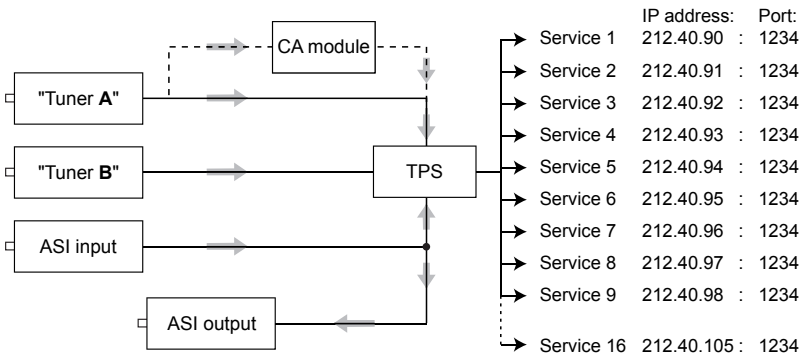 IP address: Port:
CA module
Service 1 212.40.90 : 1234
Service 2 212.40.91 : 1234
"Tuner A"
Service 3 212.40.92 : 1234
Service 4 212.40.93 : 1234
"Tuner B"
TPS
Service 5 212.40.94 : 1234
Service 6 212.40.95 : 1234
Service 7 212.40.96 : 1234
ASI input
Service 8 212.40.97 : 1234
Service 9 212.40.98 : 1234
ASI output
Service 16 212.40.105 : 1234